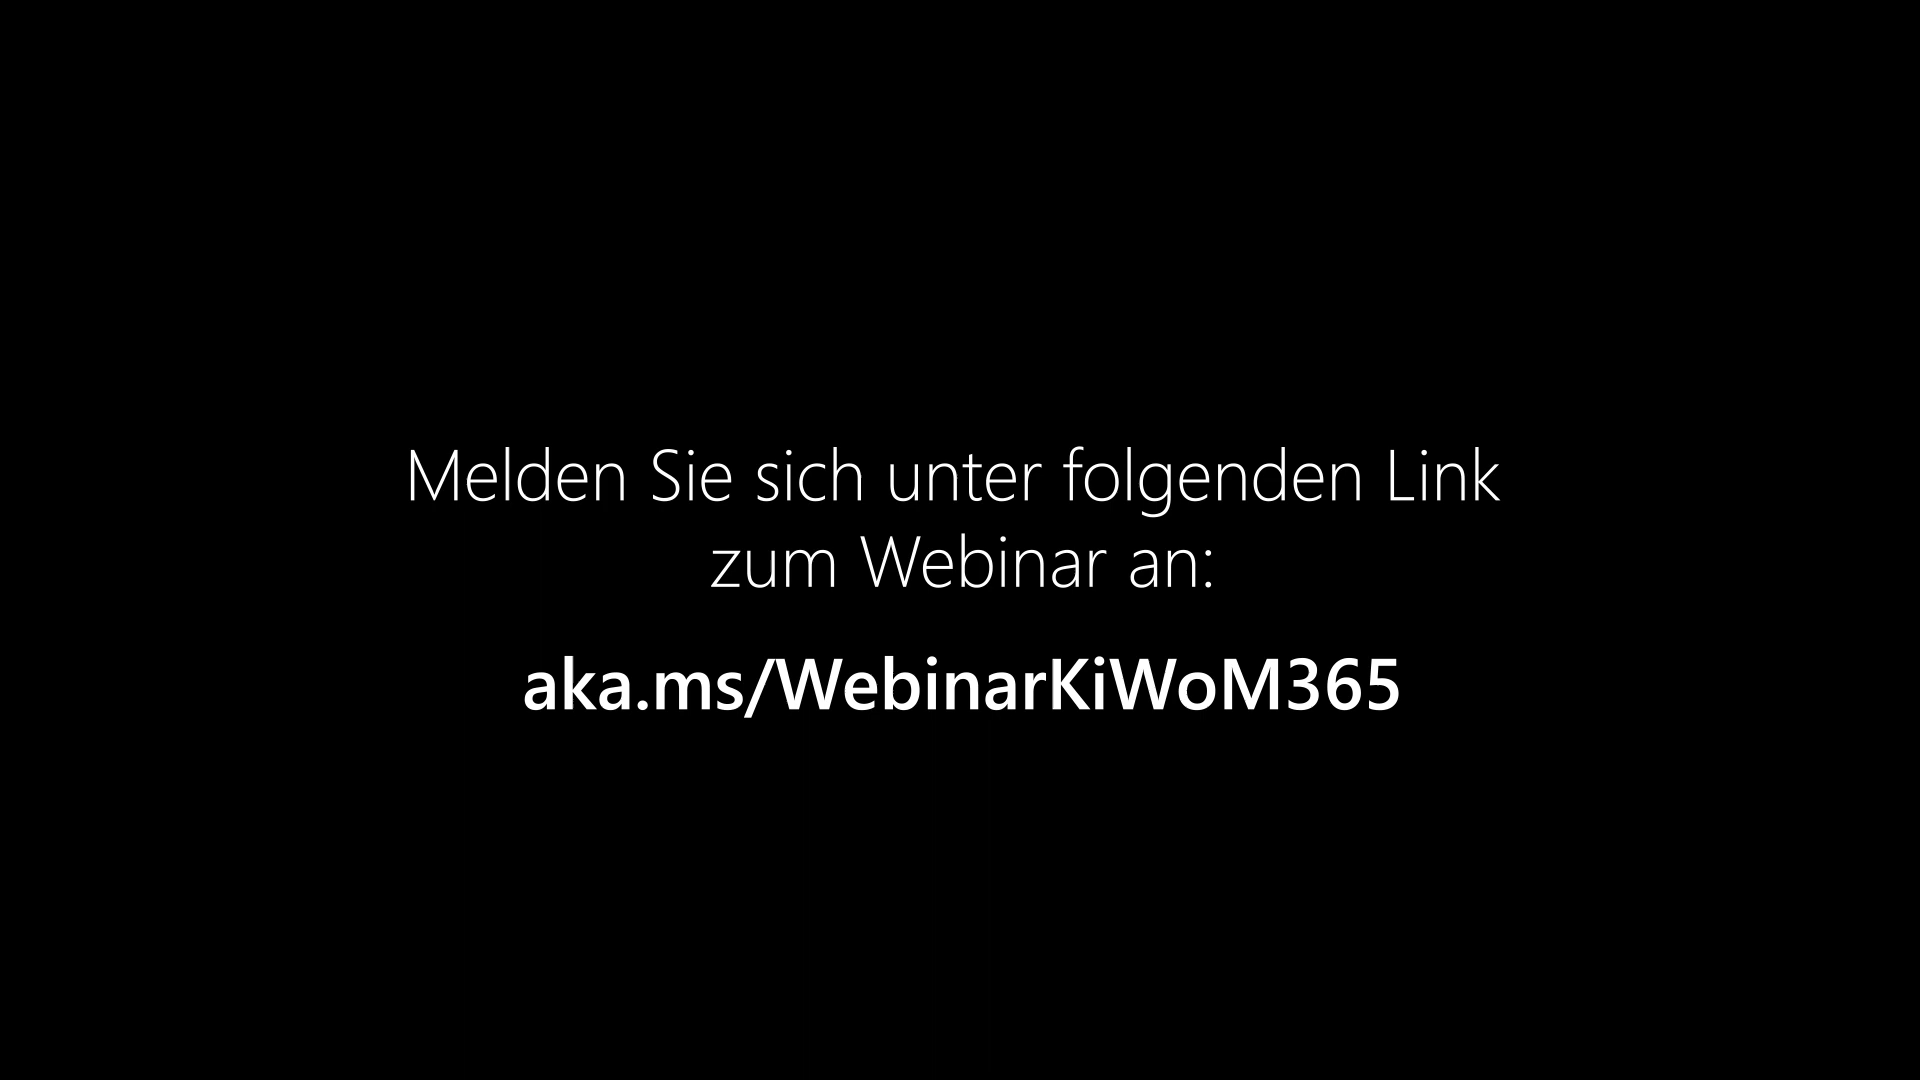 Melden Sie sich unter folgenden Link
zum Webinar an:
aka.ms/WebinarKiWoM365